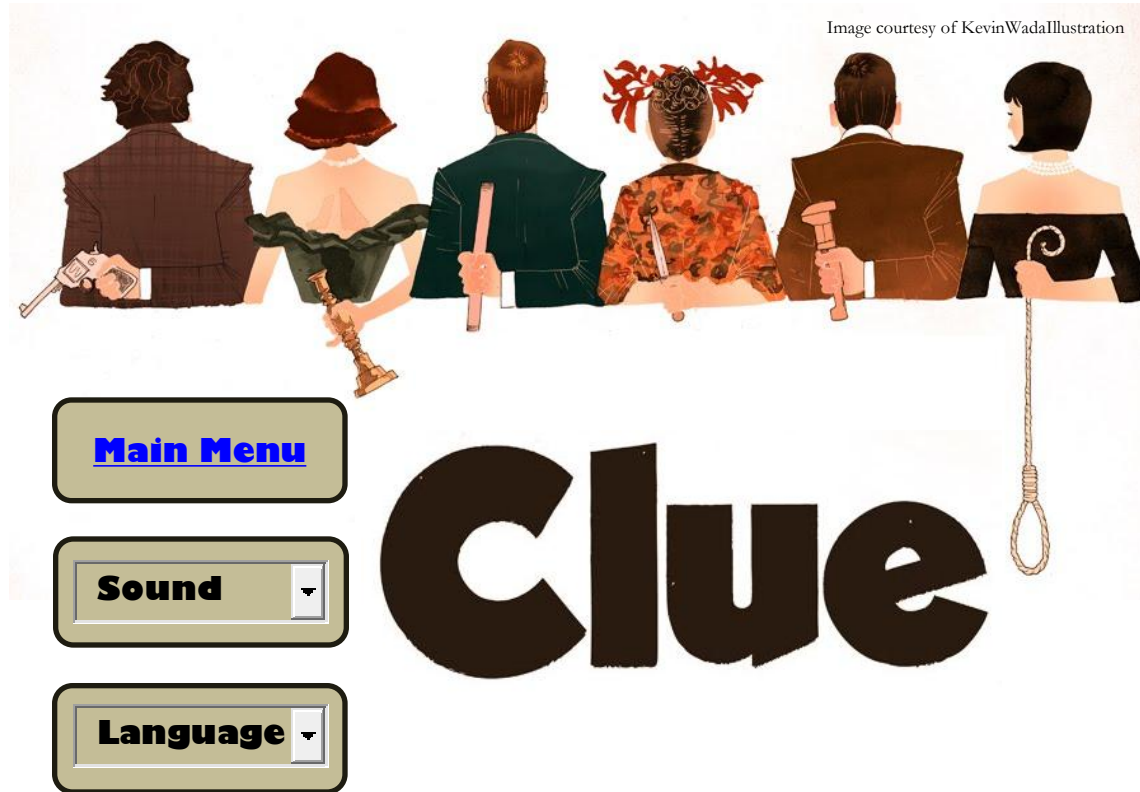 Image courtesy of KevinWadaIllustration
Main Menu
Clue
Sound
Language